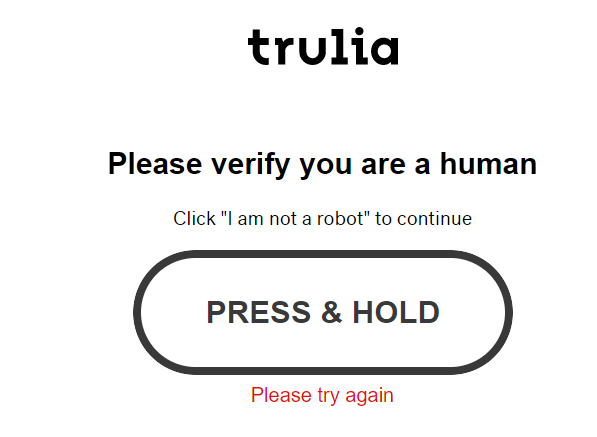 trulia
Please verify you are a human
Click "I am not a robot" to continue
PRESS & HOLD
Please try again